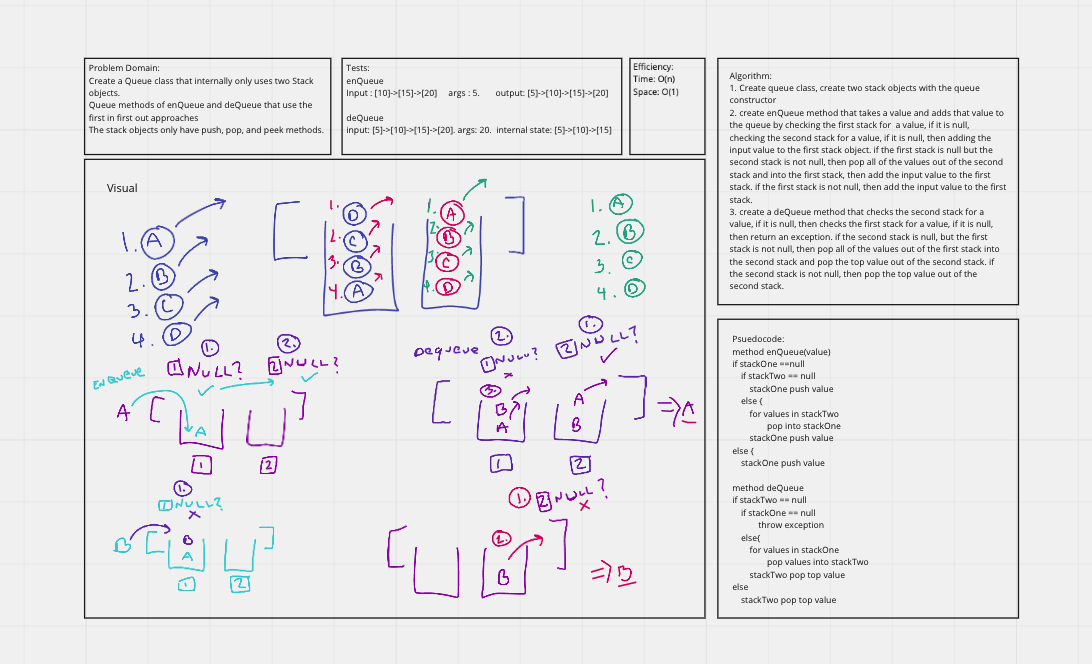 Problem Domain:
Create a Queue class that internally only uses two Stack
objects.
Queue methods of enQueue and deQueue that use the
first in first out approaches
The stack objects only have push, pop, and peek methods.
Tests:
enQueue
Input : [10]->[15]->[20] args : 5. output: [5]->[10]->[15]->[20]
deQueue
input: [5]->[10]->[15]->[20]. args: 20. internal state: [5]->[10]->[15]
Efficiency:
Time: O(n)
Space: O(1)
Algorithm:
1. Create queue class, create two stack objects with the queue
constructor
2. create enQueue method that takes a value and adds that value to
the queue by checking the first stack for a value, if it is null,
checking the second stack for a value, if it is null, then adding the
input value to the first stack object. if the first stack is null but the
second stack is not null, then pop all of the values out of the second
stack and into the first stack, then add the input value to the first
stack. if the first stack is not null, then add the input value to the first
stack.
3. create a deQueue method that checks the second stack for a
value, if it is null, then checks the first stack for a value, if it is null,
then return an exception. if the second stack is null, but the first
stack is not null, then pop all of the values out of the first stack into
the second stack and pop the top value out of the second stack. if
the second stack is not null, then pop the top value out of the
second stack.
Visual
1. A
2. B
3. C
4. D
1. D
2. C
3. B
4. A
1. A
2. B
3. C
4. D
1. A
2. B
3. C
4. D
ENQUEUE
1.
1 NULL?
2.
2 NULL?
A
A
1
2
DEQUEUE
2.
1 NULL?
1.
2 NULL?
3.
B
A
A
B
=> A
1
2
1.
1 NULL?
B
B
A
1
2
1.
2 NULL?
2.
B
=> B
Psuedocode:
method enQueue(value)
if stackOne ==null
if stackTwo == null
stackOne push value
else {
for values in stackTwo
pop into stackOne
stackOne push value
else {
stackOne push value
method deQueue
if stackTwo == null
if stackOne == null
throw exception
else{
for values in stackOne
pop values into stackTwo
stackTwo pop top value
else
stackTwo pop top value